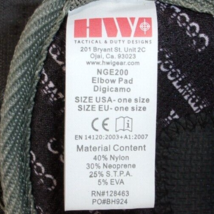 HWI
TACTICAL & DUTY DESIGNS
201 Bryant St. Unit 2C
Ojai, Ca. 93023
www.hwigear.com
NGE200
Elbow Pad
Digicamo
SIZE USA- one size
SIZE EU- one size
CE
EN 14120:2003+A1:2007
Material Content
40% Nylon
30% Neoprene
25% S.T.P.A.
5% EVA
RN#128463
PO#BH924